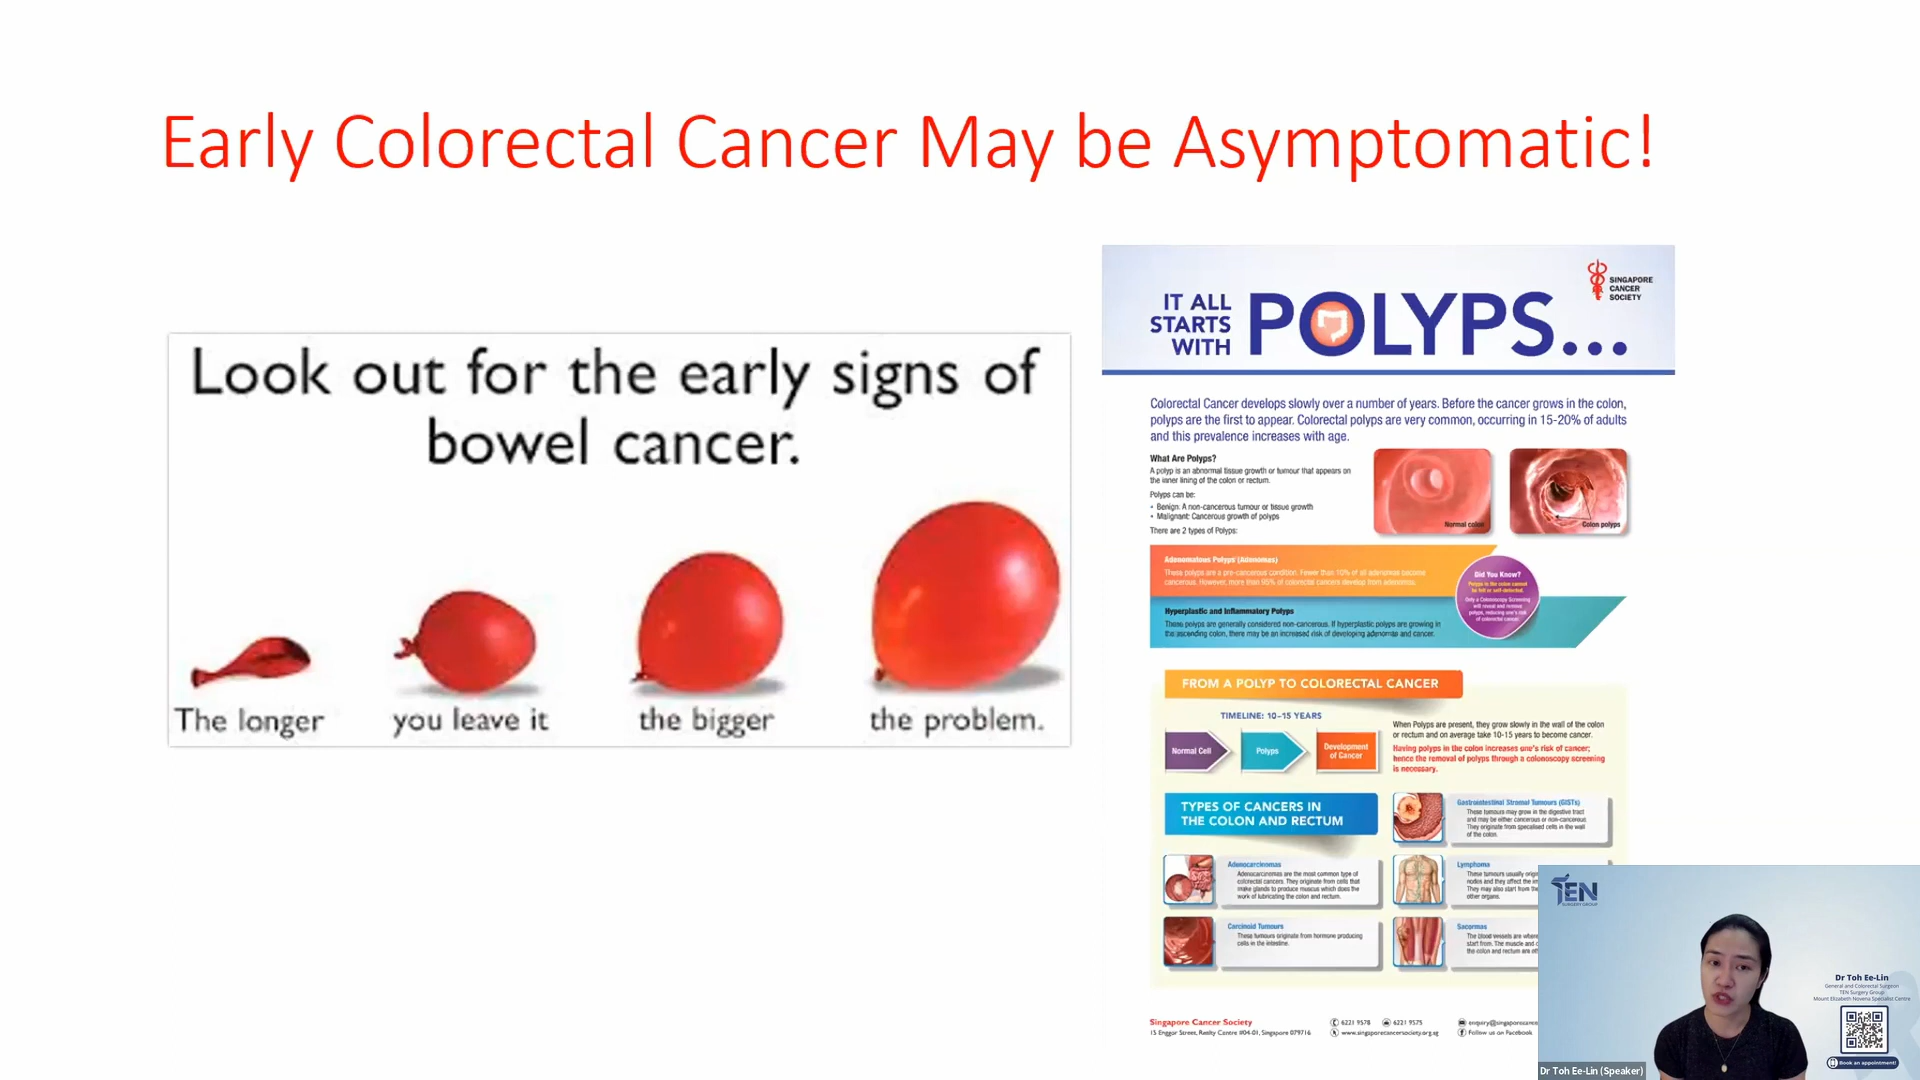 Early Colorectal Cancer May be Asymptomatic!
Look out for the early signs of
bowel cancer.
The longer
you leave it
the bigger
the problem.
IT ALL
STARTS
WITH
POLYPS...
SINGAPORE
CANCER
SOCIETY
Colorectal Cancer develops slowly over a number of years. Before the cancer grows in the colon,
polyps are the first to appear. Colorectal polyps are very common, occurring in 15-20% of adults
and this prevalence increases with age.
What Are Polyps?
A polyp is an abnormal tissue growth or tumour that appears on
the inner lining of the colon or rectum.
Polyps can be:
• Benign: A non-cancerous tumour or tissue growth
• Malignant: Cancerous growth of polyps
There are 2 types of Polyps:
Normal colon
Colon polyps
Adenomatous Polyps (Adenomas)
These polyps are a pre-cancerous condition. Fewer than 10% of all adenomas become
cancerous. However, more than 95% of colorectal cancers develop from adenomas.
Hyperplastic and Inflammatory Polyps
These polyps are generally considered non-cancerous. If hyperplastic polyps are growing in
the ascending colon, there may be an increased risk of developing adenomas and cancer.
Did You Know?
Polyps in the colon cannot
be felt or self-detected.
Only a Colonoscopy Screening
will reveal and remove
polyps, reducing one's risk
of colorectal cancer.
FROM A POLYP TO COLORECTAL CANCER
TIMELINE: 10-15 YEARS
Normal Cell
Polyps
Development
of Cancer
When Polyps are present, they grow slowly in the wall of the colon
or rectum and on average take 10-15 years to become cancer.
Having polyps in the colon increases one's risk of cancer;
hence the removal of polyps through a colonoscopy screening
is necessary.
TYPES OF CANCERS IN
THE COLON AND RECTUM
Gastrointestinal Stromal Tumours (GISTs)
These tumours may grow in the digestive tract
and may be either cancerous or non-cancerous.
They originate from specialised cells in the wall
of the colon.
Adenocarcinomas
Adenocarcinomas are the most common type of
colorectal cancers. They originate from cells that
make glands to produce muscus which does the
work of lubricating the colon and rectum.
Lymphoma
These tumours usually
nodes and they affect the
They may also start from the
other organs.
Carcinoid Tumours
These tumours originate from hormone producing
cells in the intestine.
Sacormas
The blood vessels are where
start from. The muscle and
the colon and rectum are
Singapore Cancer Society
15 Enggor Street, Realty Centre #04-01, Singapore 079716
6221 9578
6221 9575
www.singaporecancersociety.org.sg
Follow us on Facebook
TEN
SURGERY GROUP
Dr Toh Ee-Lin
General and Colorectal Surgeon
TEN Surgery Group
Mount Elizabeth Novena Specialist Centre
Book an appointment!
Dr Toh Ee-Lin (Speaker)